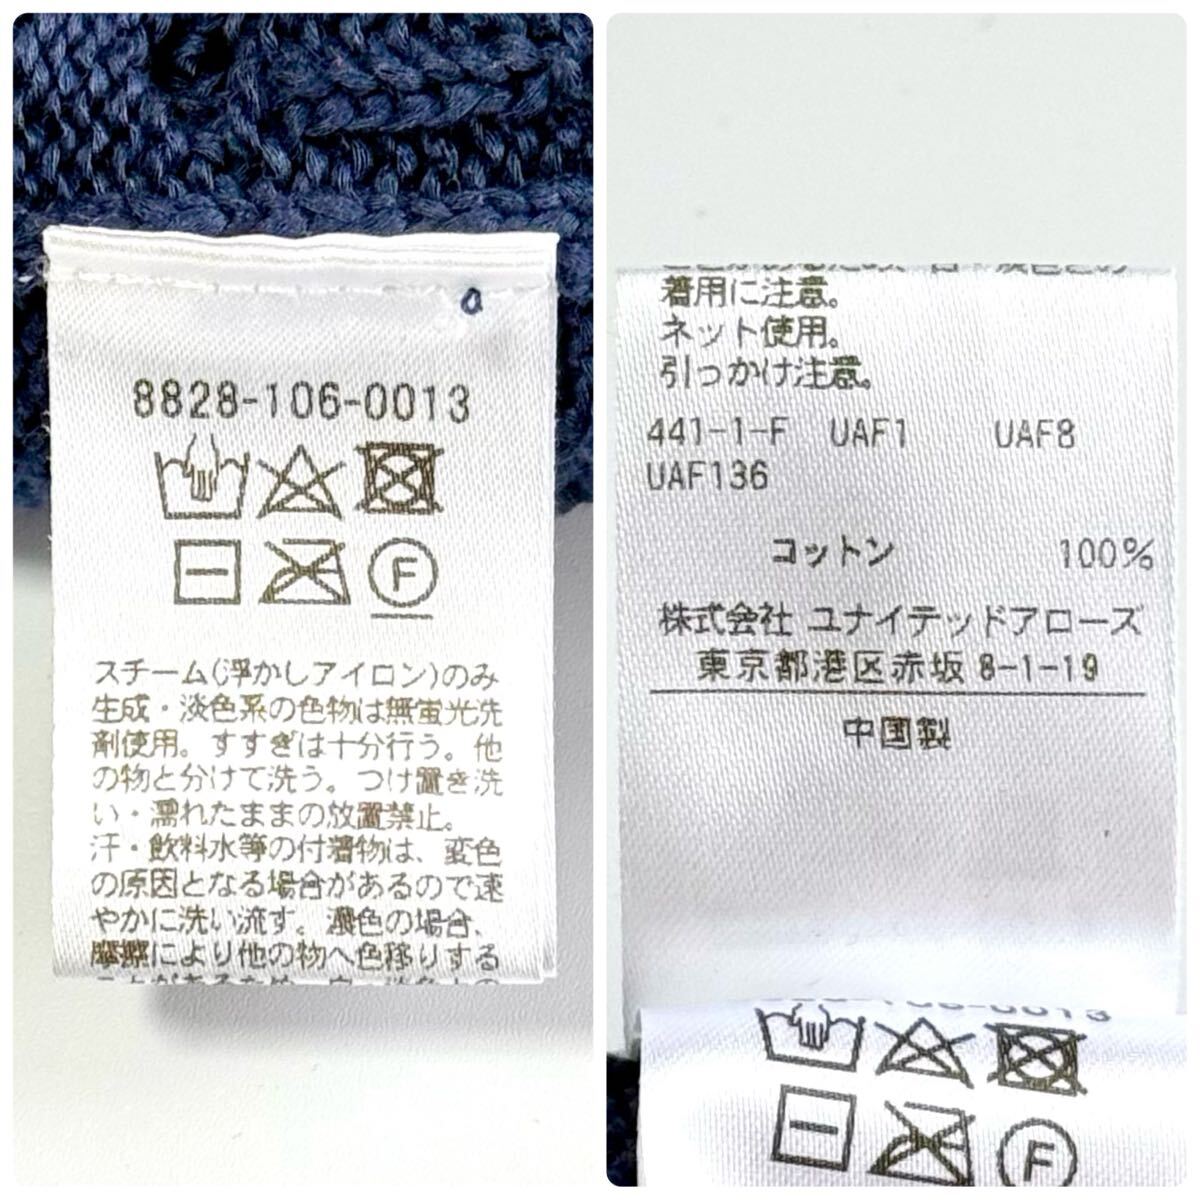 8828-106-0013
F
スチーム(浮かしアイロン)のみ
生成・淡色系の色物は無蛍光洗
剤使用。すすぎは十分行う。他
の物と分けて洗う。つけ置き洗
い・濡れたままの放置禁止。
汗・飲料水等の付着物は、変色
の原因となる場合があるので速
やかに洗い流す。濃色の場合、
摩擦により他の物へ色移りする
着用に注意。
ネット使用。
引っかけ注意。
441-1-F UAF1 UAF8
UAF136
コットン 100%
株式会社 ユナイテッドアローズ
東京都港区赤坂 8-1-19
中国製
F